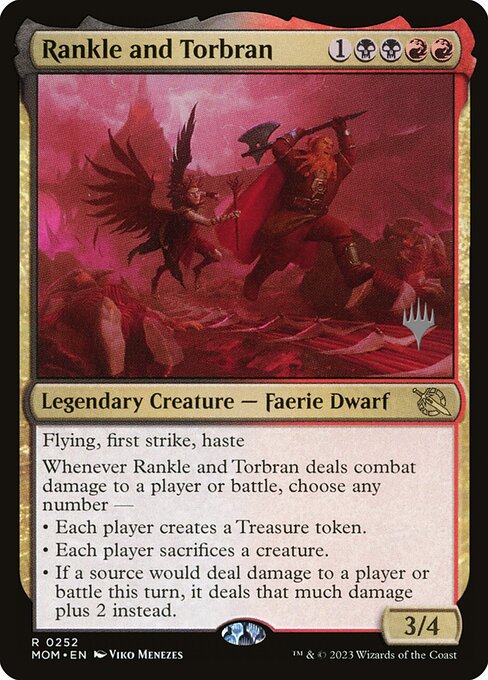 Rankle and Torbran 1
Legendary Creature — Faerie Dwarf
Flying, first strike, haste
Whenever Rankle and Torbran deals combat
damage to a player or battle, choose any
number —
• Each player creates a Treasure token.
• Each player sacrifices a creature.
• If a source would deal damage to a player or
battle this turn, it deals that much damage
plus 2 instead.
3/4
R 0252
MOM • EN Viko Menezes
™ & © 2023 Wizards of the Coast